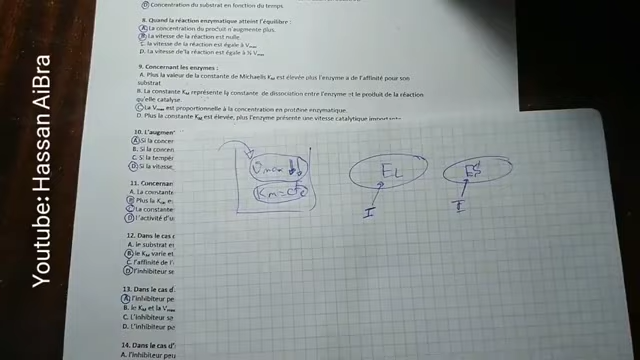 D Concentration du substrat en fonction du temps.
8. Quand la réaction enzymatique atteint l'équilibre :
A La concentration du produit n'augmente plus.
B La vitesse de la réaction est nulle.
C. la vitesse de la réaction est égale à Vmax
D. La vitesse de la réaction est égale à ½ Vmax
9. Concernant les enzymes :
A. Plus la valeur de la constante de Michaelis KM est élevée plus l'enzyme a de l'affinité pour son
substrat
B. La constante KM représente la constante de dissociation entre l'enzyme et le produit de la réaction
qu'elle catalyse.
C La Vmax est proportionnelle à la concentration en protéine enzymatique.
D. Plus la constante KM est élevée, plus l'enzyme présente une vitesse catalytique importante
10. L'augmen
A Si la concen
B. Si la concen
C. Si la tempé
D Si la vitesse
11. Concernan
A. La constante
B Plus la KM e
C La constante
D l'activité d'u
12. Dans le cas d
A. le substrat e
B le KM varie et
C. l'affinité de l'
D l'inhibiteur se
13. Dans le cas d
A l'inhibiteur pe
B. le KM et la Vm
C. L'inhibiteur se
D. L'inhibiteur pe
14. Dans le cas d'
A. l'inhibiteur peu
Vmax ↓
Km = cte
EL
ES
I
I
Youtube: Hassan AiBra